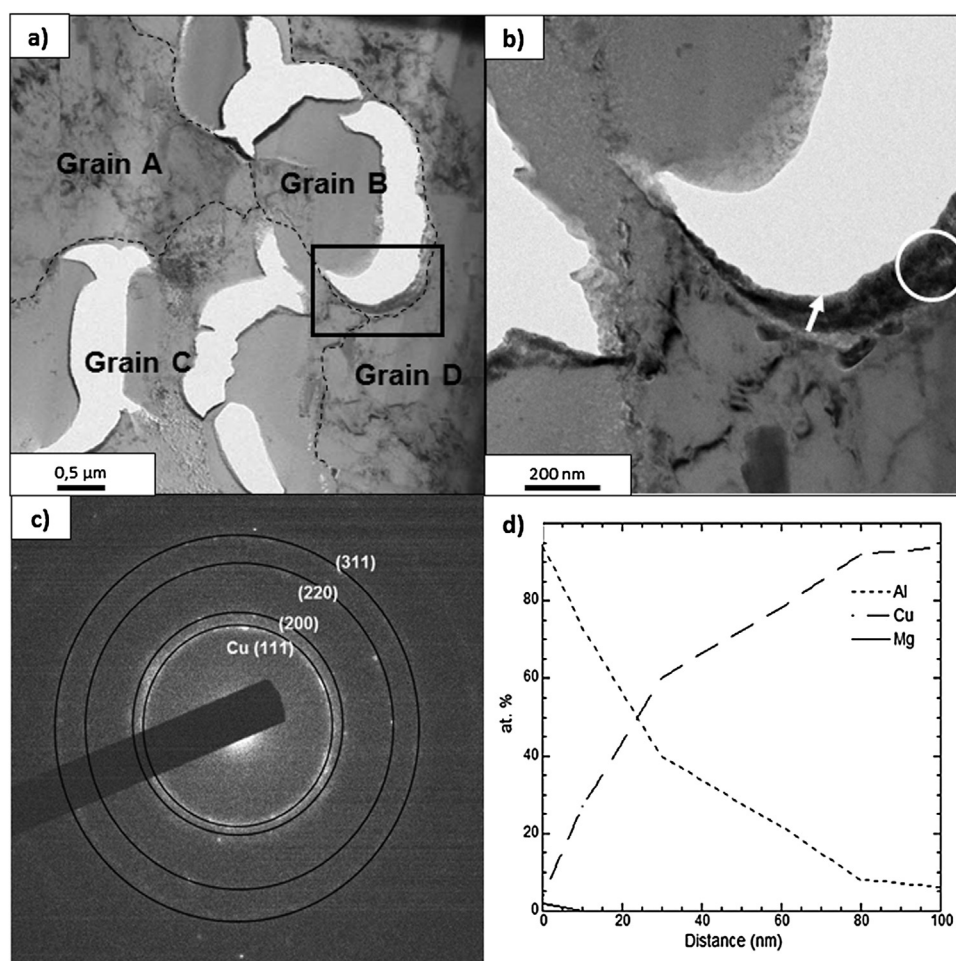 a)
Grain A
Grain B
Grain C
Grain D
0,5 µm
b)
200 nm
c)
(311)
(220)
(200)
Cu (111)
d)
100
80
60
40
20
0
at. %
0 20 40 60 80 100
Distance (nm)
Al
Cu
Mg